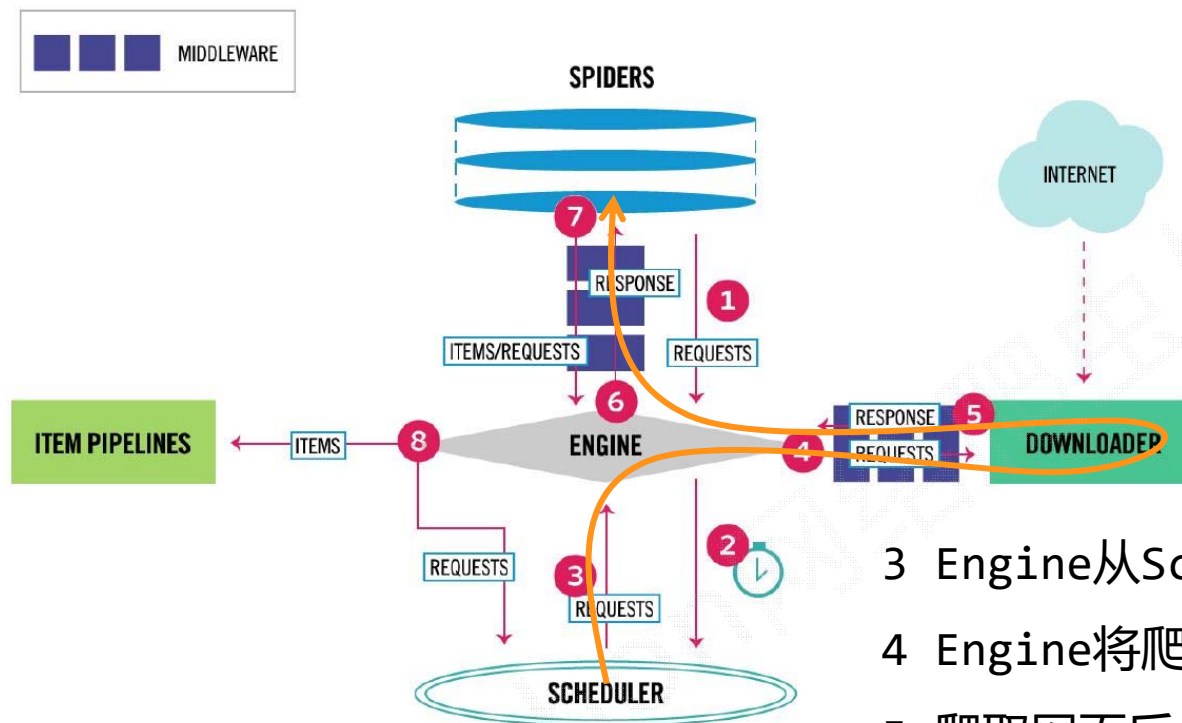 MIDDLEWARE
SPIDERS
INTERNET
7
RESPONSE
1
ITEMS/REQUESTS
REQUESTS
6
RESPONSE
5
ITEM PIPELINES
ITEMS
8
ENGINE
4
REQUESTS
DOWNLOADER
2
REQUESTS
3
REQUESTS
3 Engine从Sc
4 Engine将爬
SCHEDULER